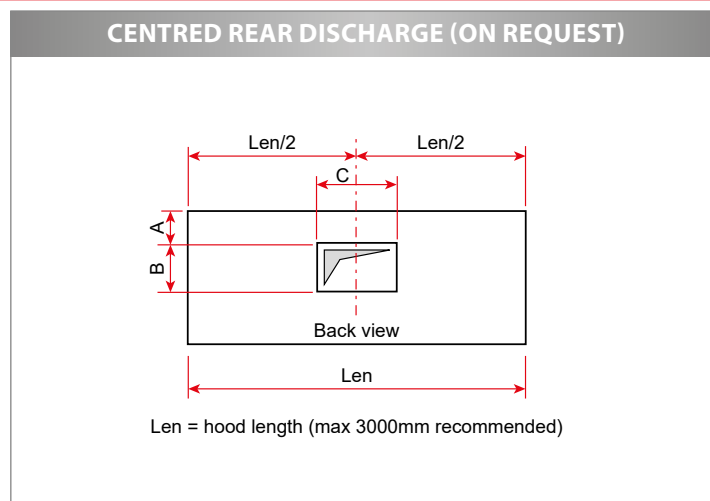 CENTRED REAR DISCHARGE (ON REQUEST)
Len/2 Len/2
C
A
B
Back view
Len
Len = hood length (max 3000mm recommended)